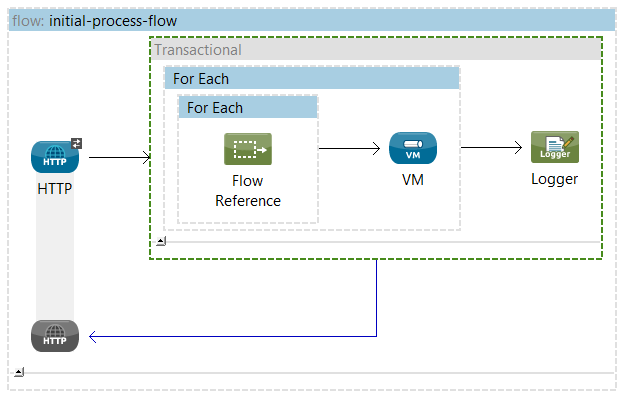 flow: initial-process-flow
Transactional
For Each
For Each
HTTP
HTTP
Flow
Reference
VM
VM
Logger
Logger
HTTP